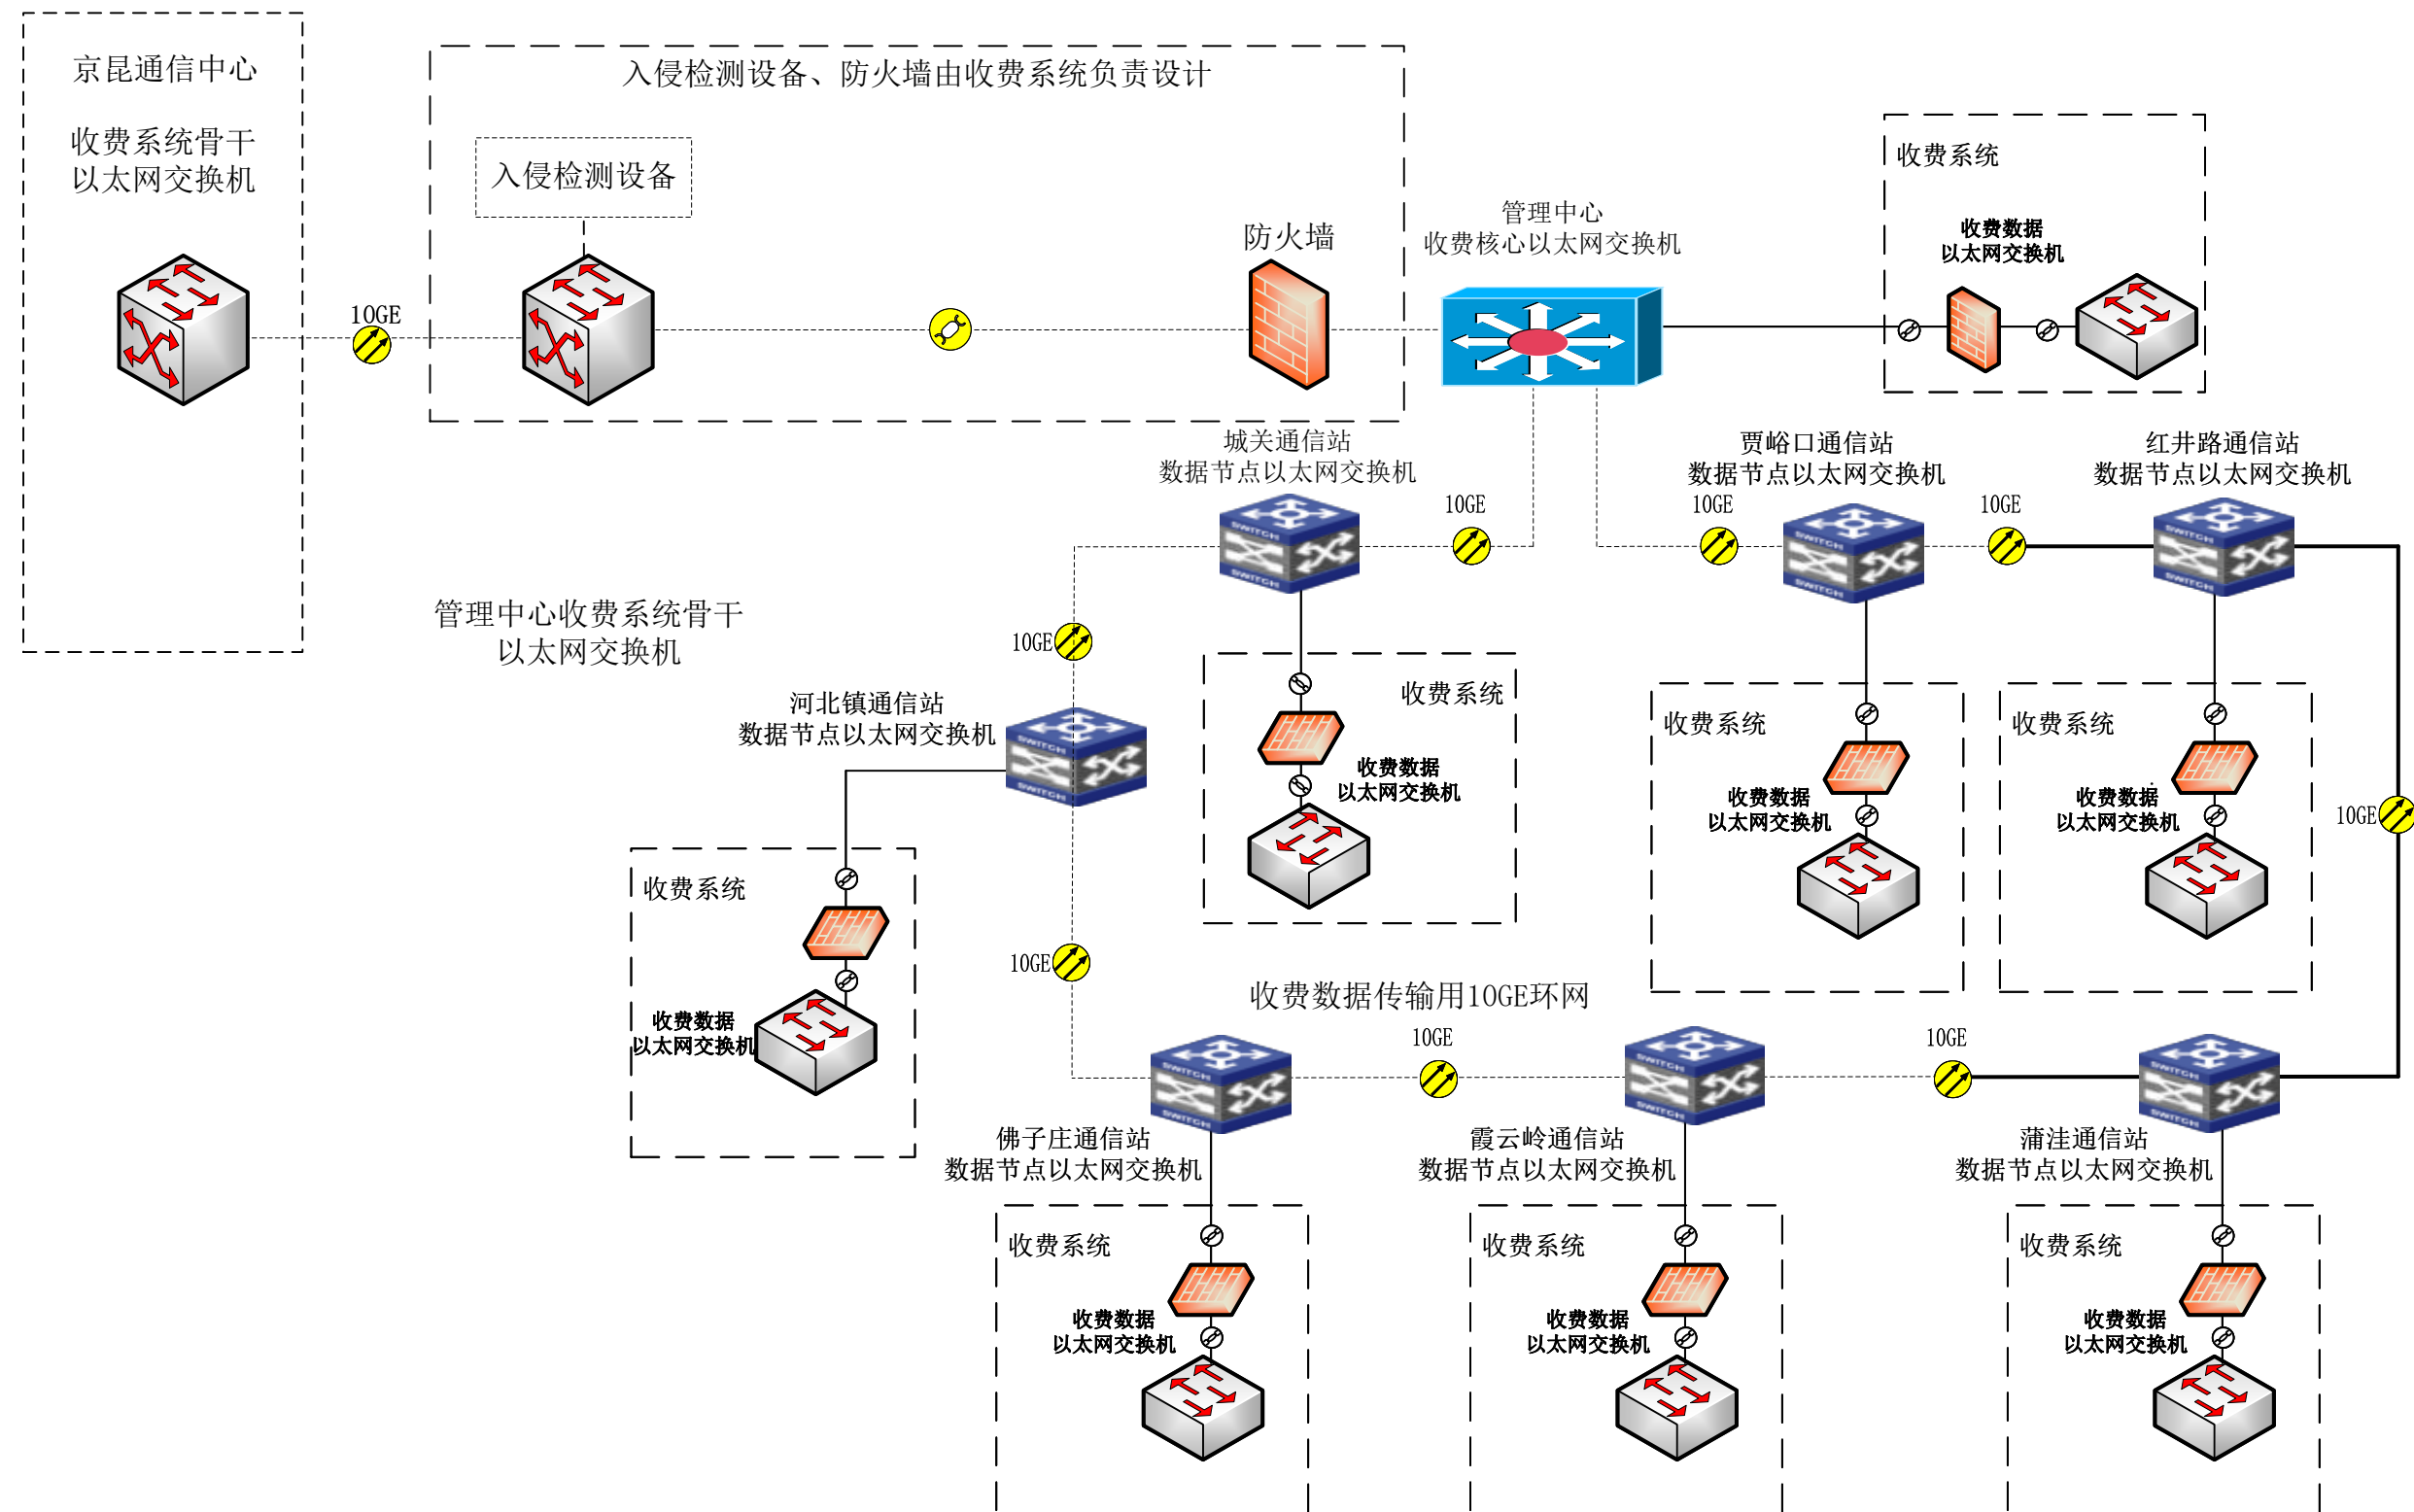 京昆通信中心
收费系统骨干
以太网交换机
入侵检测设备、防火墙由收费系统负责设计
入侵检测设备
防火墙
10GE
管理中心
收费核心以太网交换机
收费系统
收费数据
以太网交换机
城关通信站
数据节点以太网交换机
贾峪口通信站
数据节点以太网交换机
红井路通信站
数据节点以太网交换机
10GE
10GE
10GE
管理中心收费系统骨干
以太网交换机
10GE
河北镇通信站
数据节点以太网交换机
收费系统
收费数据
以太网交换机
收费系统
收费数据
以太网交换机
收费系统
收费数据
以太网交换机
10GE
收费系统
收费数据
以太网交换机
10GE
收费数据传输用10GE环网
10GE
10GE
佛子庄通信站
数据节点以太网交换机
霞云岭通信站
数据节点以太网交换机
蒲洼通信站
数据节点以太网交换机
收费系统
收费数据
以太网交换机
收费系统
收费数据
以太网交换机
收费系统
收费数据
以太网交换机